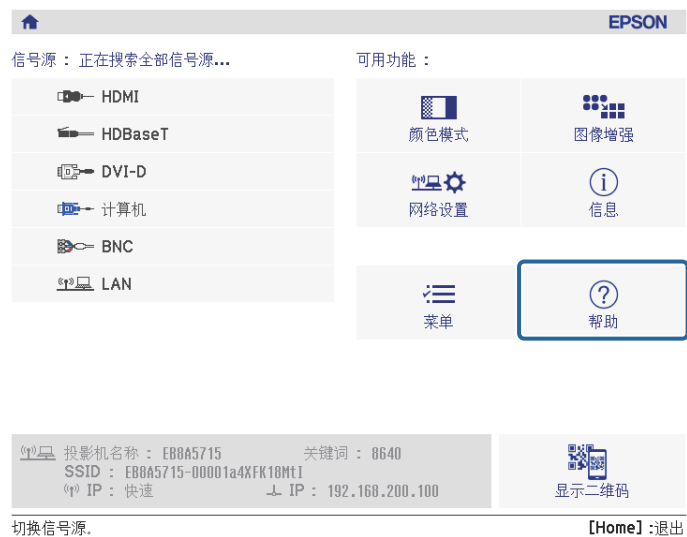 EPSON
信号源 : 正在搜索全部信号源...
HDMI
HDBaseT
DVI-D
计算机
BNC
LAN
可用功能 :
颜色模式
图像增强
网络设置
信息
菜单
帮助
投影机名称 : EB8A5715 关键词 : 8640
SSID : EB8A5715-00001a4XFK18MtI
IP : 快速 IP : 192.168.200.100
显示二维码
切换信号源.
[Home] :退出